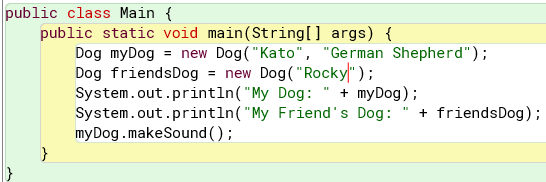 public class Main {
public static void main(String[] args) {
Dog myDog = new Dog("Kato", "German Shepherd");
Dog friendsDog = new Dog("Rocky");
System.out.println("My Dog: " + myDog);
System.out.println("My Friend's Dog: " + friendsDog);
myDog.makeSound();
}
}